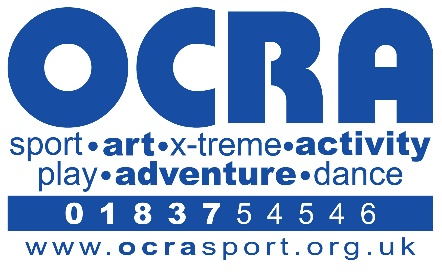 OCRA
sport•art•x-treme•activity
play•adventure•dance
01837 54546
www.ocrasport.org.uk